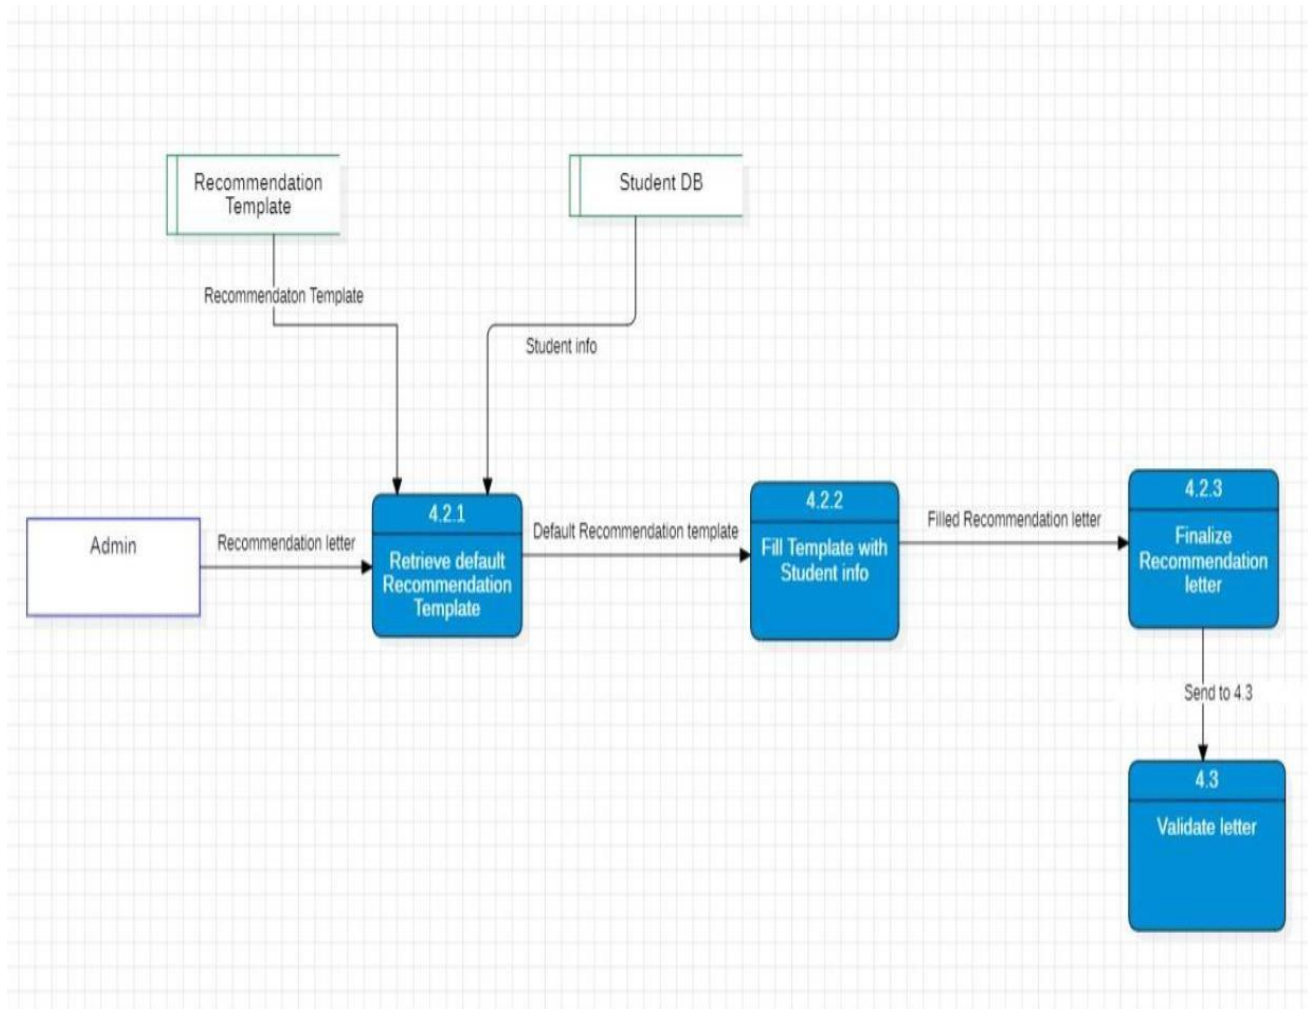 Recommendation
Template
Student DB
Recommendaton Template
Student info
Admin
Recommendation letter
4.2.1
Retrieve default
Recommendation
Template
Default Recommendation template
4.2.2
Fill Template with
Student info
Filled Recommendation letter
4.2.3
Finalize
Recommendation
letter
Send to 4.3
4.3
Validate letter